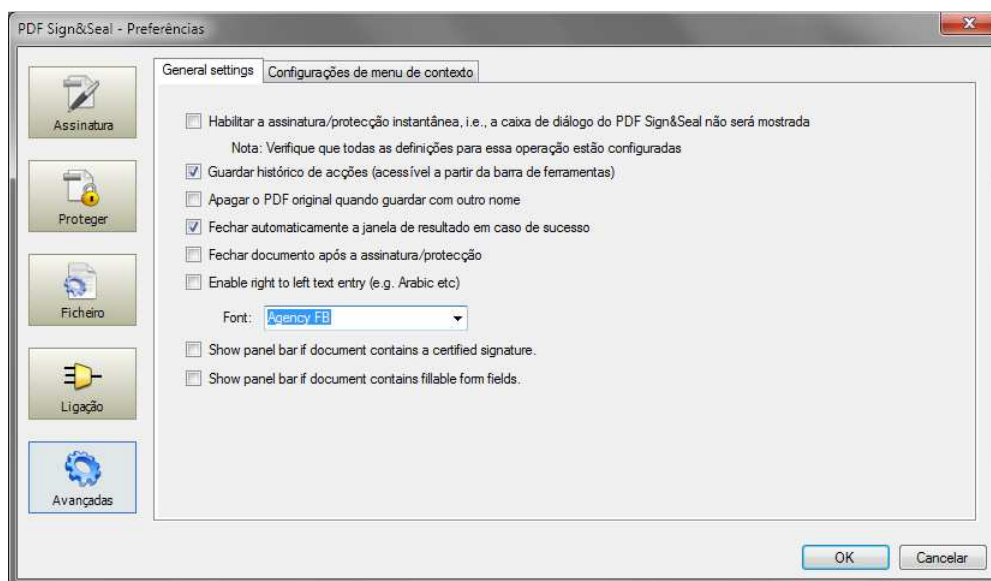 PDF Sign&Seal - Preferências
Assinatura
Proteger
Ficheiro
Ligação
Avançadas
General settings
Configurações de menu de contexto
Habilitar a assinatura/protecção instantânea, i.e., a caixa de diálogo do PDF Sign&Seal não será mostrada
Nota: Verifique que todas as definições para essa operação estão configuradas
Guardar histórico de acções (acessível a partir da barra de ferramentas)
Apagar o PDF original quando guardar com outro nome
Fechar automaticamente a janela de resultado em caso de sucesso
Fechar documento após a assinatura/protecção
Enable right to left text entry (e.g. Arabic etc)
Font: Agency FB
Show panel bar if document contains a certified signature.
Show panel bar if document contains fillable form fields.
OK
Cancelar